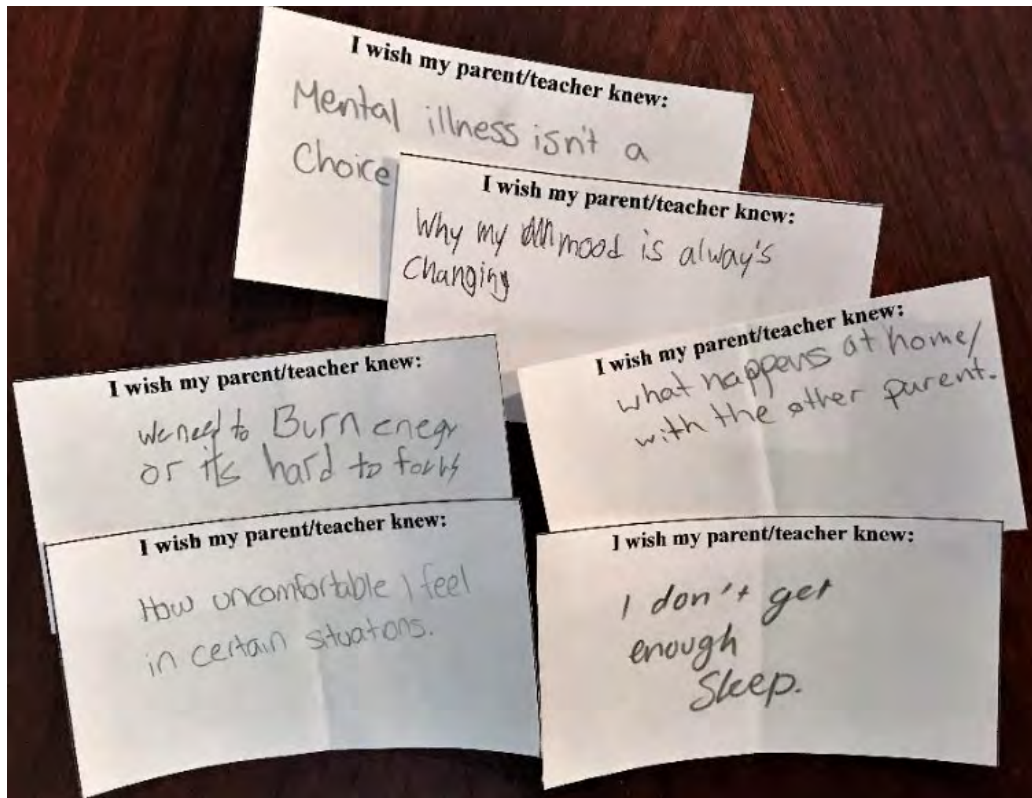 I wish my parent/teacher knew:
Mental illness isn't a
Choice
I wish my parent/teacher knew:
Why my mood is alway's
Changing
I wish my parent/teacher knew:
what happens at home/
with the other parent.
I wish my parent/teacher knew:
we need to Burn enegy
or its hard to focus
I wish my parent/teacher knew:
How uncomfortable I feel
in certain situatons.
I wish my parent/teacher knew:
I don't get
enough
Sleep.